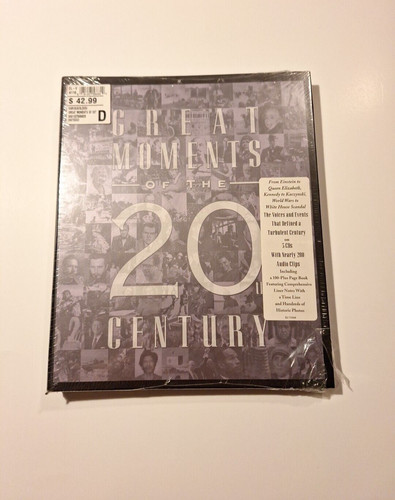 $ 42.99
D
GREAT
MOMENTS
OF THE
20
CENTURY
From Einstein to
Queen Elizabeth,
Kennedy to Kaczynski,
World Wars to
White House Scandal
The Voices and Events
that Defined a
Turbulent Century
on
3 CDs
With Nearly 200
Audio Clips
Including
a 100-Plus Page Book
Featuring Comprehensive
Liner Notes With
a Time Line
and Hundreds of
Historic Photos